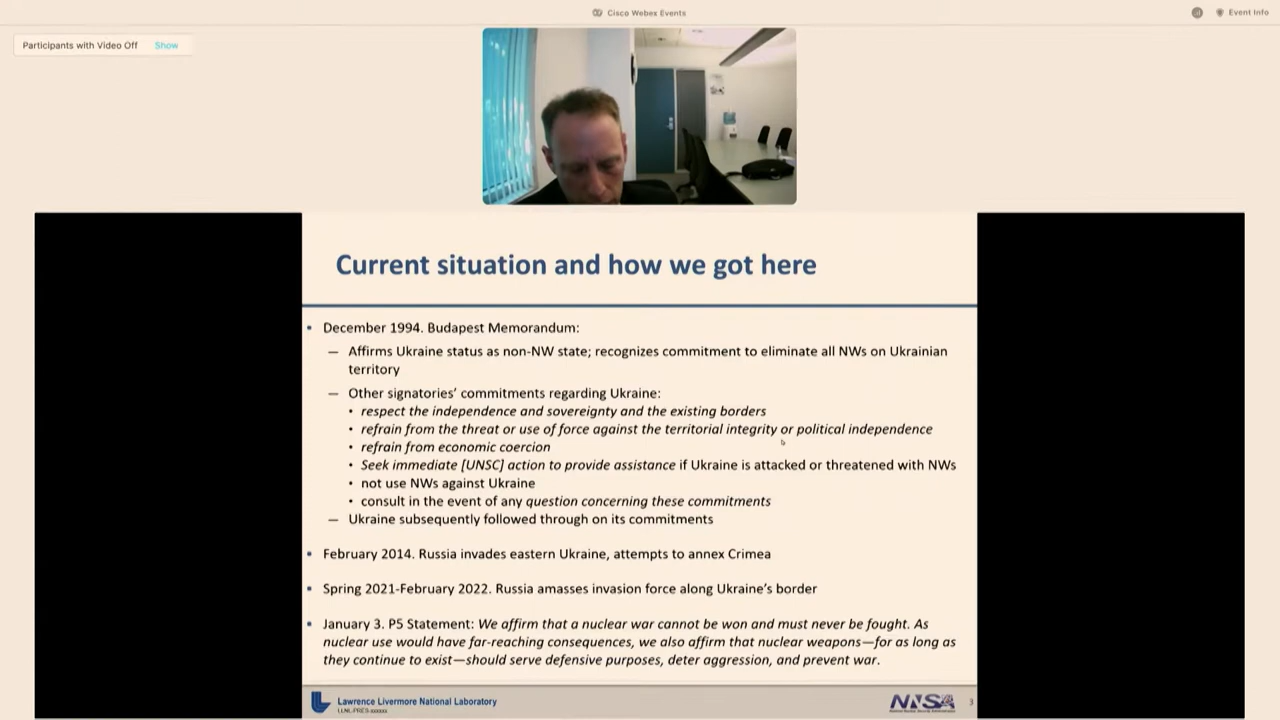 Cisco Webex Events
Event Info
Participants with Video Off Show
Current situation and how we got here
• December 1994. Budapest Memorandum:
— Affirms Ukraine status as non-NW state; recognizes commitment to eliminate all NWs on Ukrainian
territory
— Other signatories' commitments regarding Ukraine:
• respect the independence and sovereignty and the existing borders
• refrain from the threat or use of force against the territorial integrity or political independence
• refrain from economic coercion
• Seek immediate [UNSC] action to provide assistance if Ukraine is attacked or threatened with NWs
• not use NWs against Ukraine
• consult in the event of any question concerning these commitments
— Ukraine subsequently followed through on its commitments
• February 2014. Russia invades eastern Ukraine, attempts to annex Crimea
• Spring 2021-February 2022. Russia amasses invasion force along Ukraine's border
• January 3. P5 Statement: We affirm that a nuclear war cannot be won and must never be fought. As
nuclear use would have far-reaching consequences, we also affirm that nuclear weapons—for as long as
they continue to exist—should serve defensive purposes, deter aggression, and prevent war.
Lawrence Livermore National Laboratory
LLNL-PRES-xxxxxx
NNSA
3